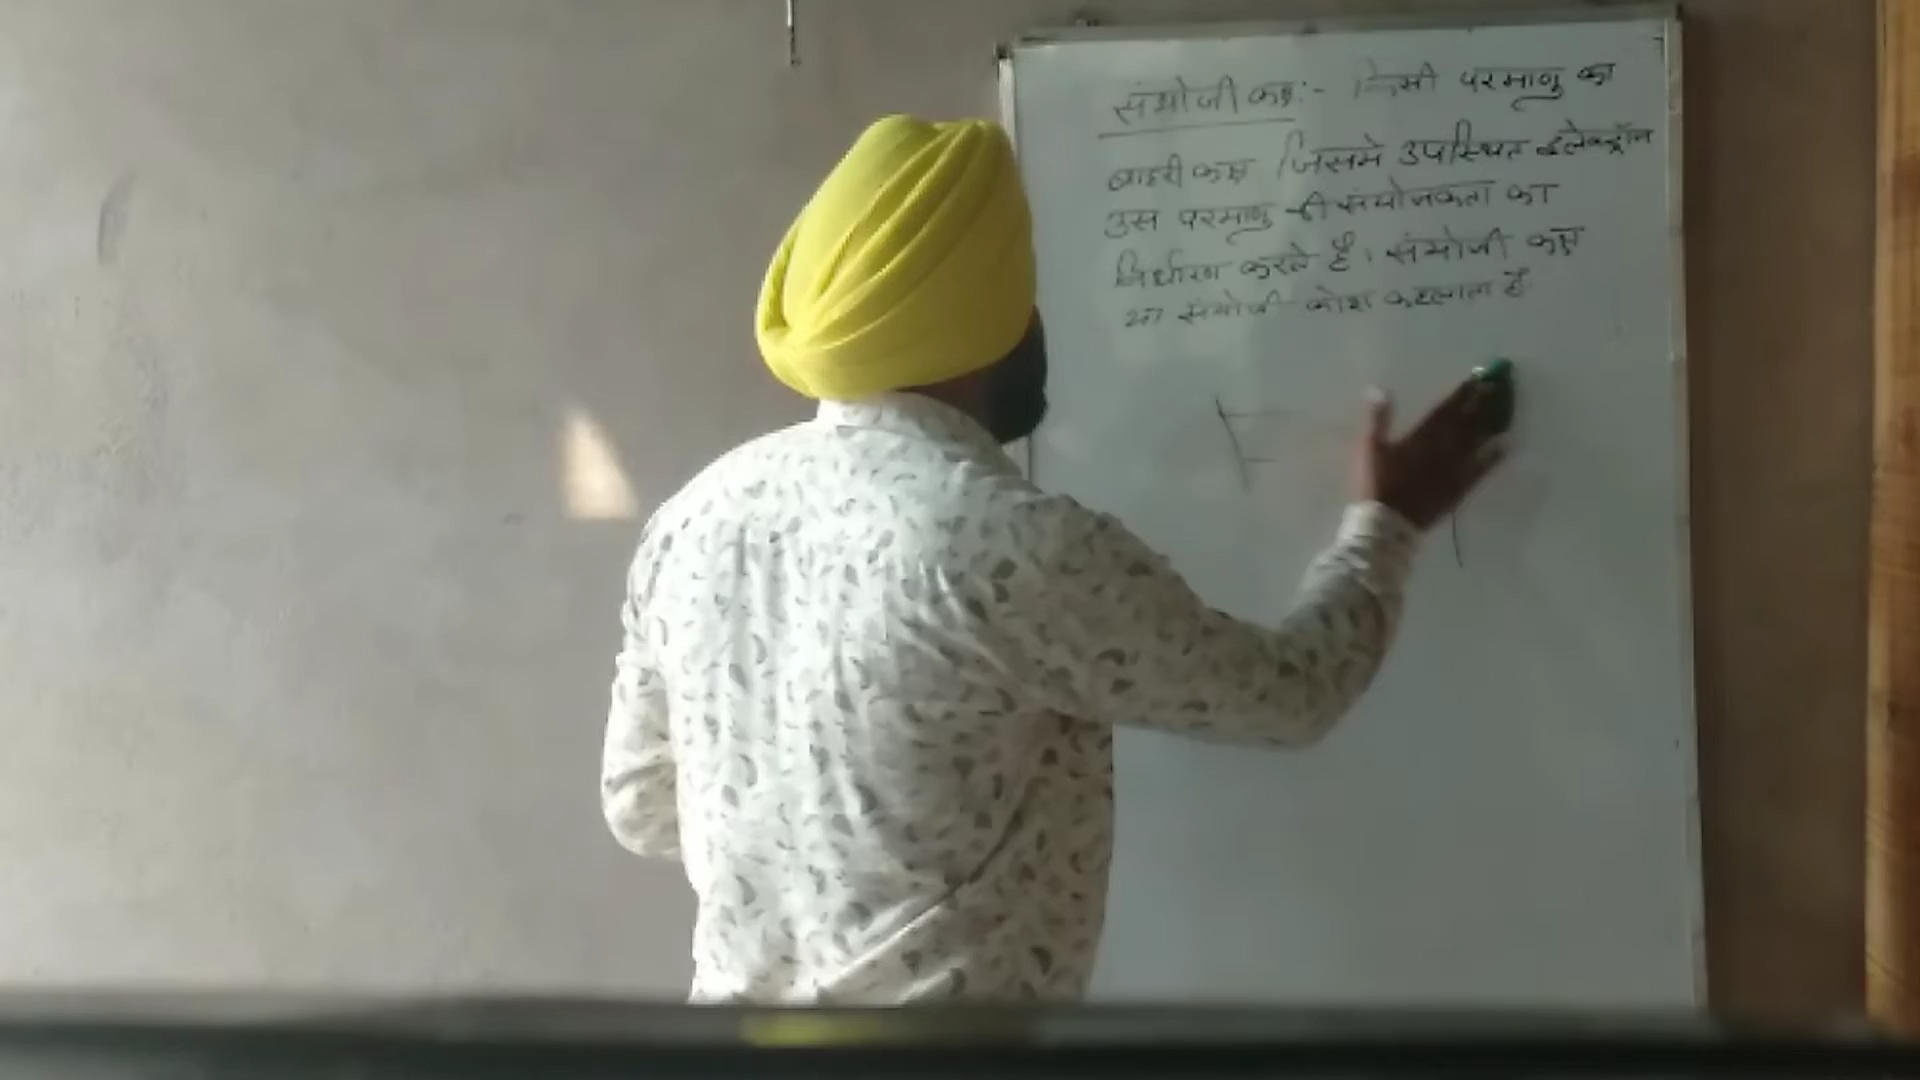 संयोजी कक्ष :- किसी परमाणु का
बाहरी कक्ष जिसमे उपस्थित इलेक्ट्रॉन
उस परमाणु की संयोजकता का
निर्धारण करते है। संयोजी कक्ष
या संयोजी कोश कहलाता है